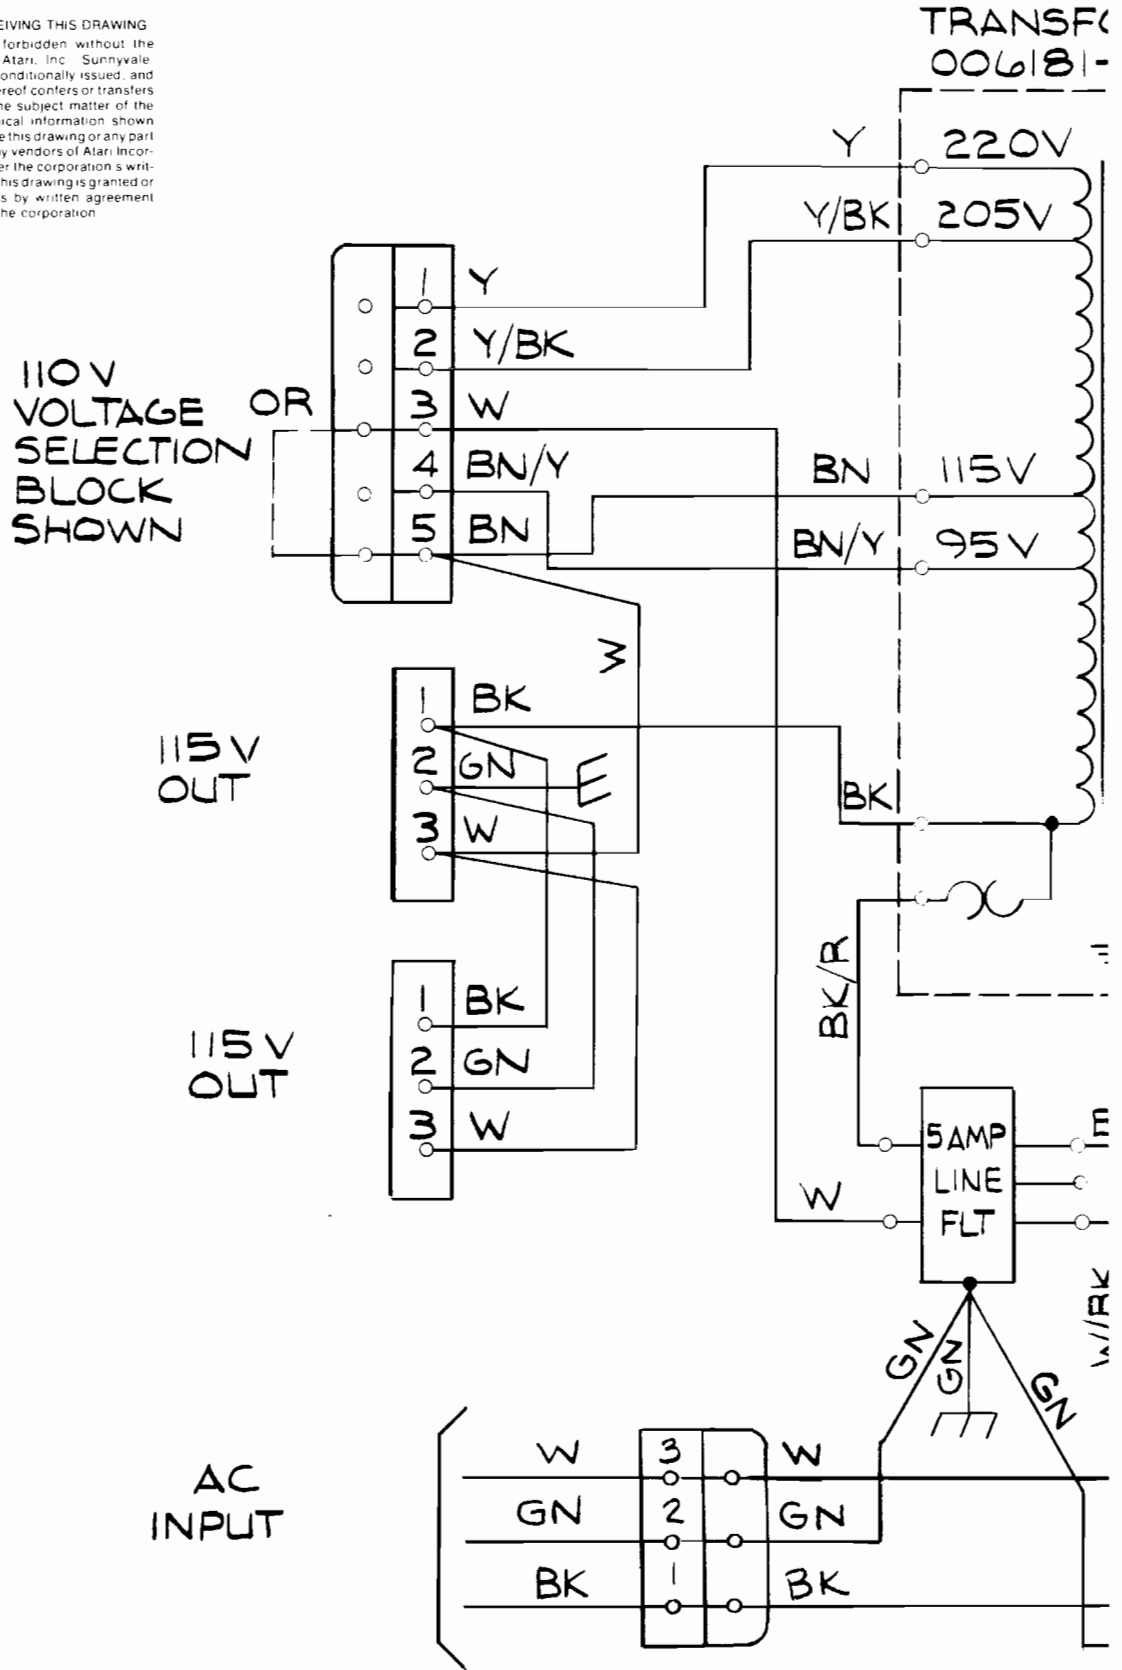 EIVING THIS DRAWING
forbidden without the
Atari, Inc Sunnyvale
onditionally issued, and
ereof confers or transfers
he subject matter of the
ical information shown
e this drawing or any part
y vendors of Atari Incor-
er the corporation s writ-
his drawing is granted or
s by written agreement
he corporation
TRANSFO
006181-
Y
220V
Y/BK
205V
1
Y
2
Y/BK
110V
VOLTAGE
SELECTION
BLOCK
SHOWN
OR
3
W
4
BN/Y
5
BN
BN
115V
BN/Y
95V
W
115V
OUT
1
BK
2
GN
3
W
BK
BK/R
115V
OUT
1
BK
2
GN
3
W
W
5AMP
LINE
FLT
W/BK
GN
GN
GN
AC
INPUT
W
3
W
GN
2
GN
BK
1
BK